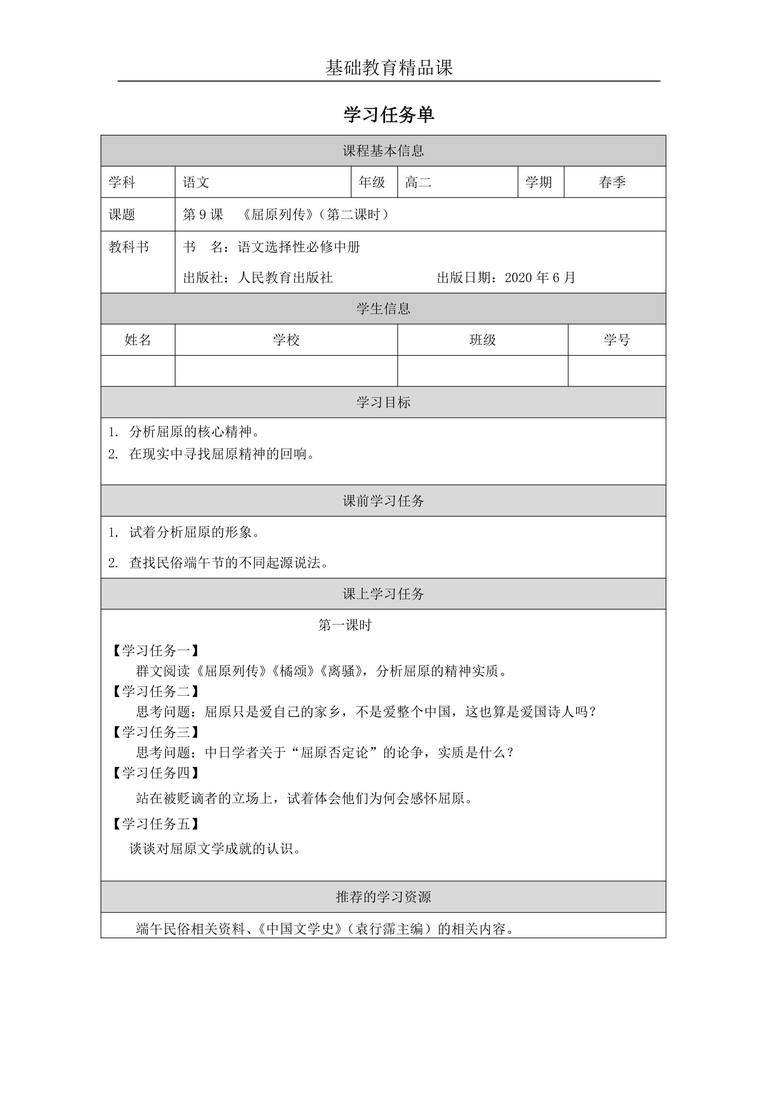 基础教育精品课
学习任务单
课程基本信息
学科 语文 年级 高二 学期 春季
课题 第9课 《屈原列传》（第二课时）
教科书 书 名：语文选择性必修中册
出版社：人民教育出版社 出版日期：2020年6月
学生信息
姓名 学校 班级 学号
学习目标
1. 分析屈原的核心精神。
2. 在现实中寻找屈原精神的回响。
课前学习任务
1. 试着分析屈原的形象。
2. 查找民俗端午节的不同起源说法。
课上学习任务
第一课时
【学习任务一】
群文阅读《屈原列传》《橘颂》《离骚》，分析屈原的精神实质。
【学习任务二】
思考问题：屈原只是爱自己的家乡，不是爱整个中国，这也算是爱国诗人吗？
【学习任务三】
思考问题：中日学者关于“屈原否定论”的论争，实质是什么？
【学习任务四】
站在被贬谪者的立场上，试着体会他们为何会感怀屈原。
【学习任务五】
谈谈对屈原文学成就的认识。
推荐的学习资源
端午民俗相关资料、《中国文学史》（袁行霈主编）的相关内容。